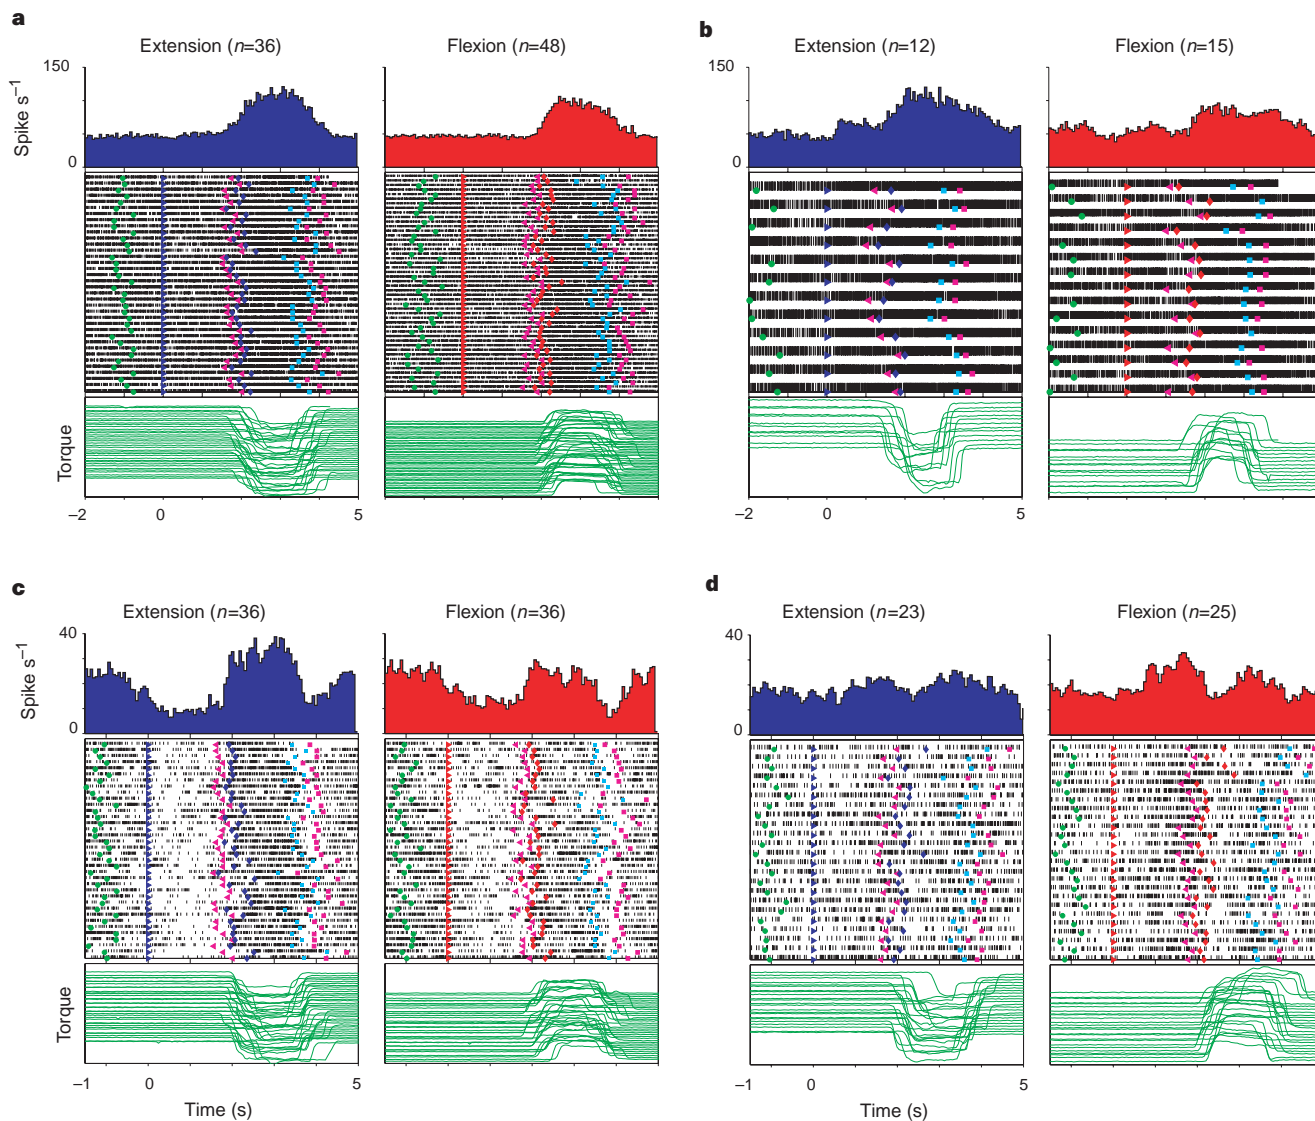 a
Extension (n=36)
Flexion (n=48)
150
Spike s⁻¹
0
Torque
−2
0
5
b
Extension (n=12)
Flexion (n=15)
150
0
−2
0
5
c
Extension (n=36)
Flexion (n=36)
40
Spike s⁻¹
0
Torque
−1
0
5
Time (s)
d
Extension (n=23)
Flexion (n=25)
40
0
−1
0
5
Time (s)